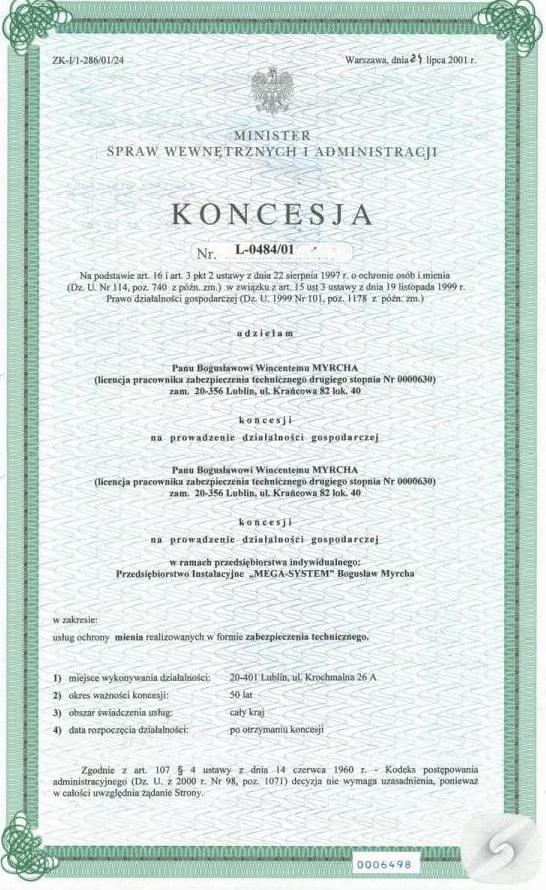 ZK-I/1-286/01/24
Warszawa, dnia 24 lipca 2001 r.
MINISTER
SPRAW WEWNĘTRZNYCH I ADMINISTRACJI
KONCESJA
Nr. L-0484/01
Na podstawie art. 16 i art. 3 pkt 2 ustawy z dnia 22 sierpnia 1997 r. o ochronie osób i mienia
(Dz. U. Nr 114, poz. 740 z późn. zm.) w związku z art. 15 ust 3 ustawy z dnia 19 listopada 1999 r.
Prawo działalności gospodarczej (Dz. U. 1999 Nr 101, poz. 1178 z późn. zm.)
udzielam
Panu Bogusławowi Wincentemu MYRCHA
(licencja pracownika zabezpieczenia technicznego drugiego stopnia Nr 0000630)
zam. 20-356 Lublin, ul. Krańcowa 82 lok. 40
koncesji
na prowadzenie działalności gospodarczej
Panu Bogusławowi Wincentemu MYRCHA
(licencja pracownika zabezpieczenia technicznego drugiego stopnia Nr 0000630)
zam. 20-356 Lublin, ul. Krańcowa 82 lok. 40
koncesji
na prowadzenie działalności gospodarczej
w ramach przedsiębiorstwa indywidualnego:
Przedsiębiorstwo Instalacyjne „MEGA-SYSTEM" Bogusław Myrcha
w zakresie:
usług ochrony mienia realizowanych w formie zabezpieczenia technicznego.
1) miejsce wykonywania działalności: 20-401 Lublin, ul. Krochmalna 26 A
2) okres ważności koncesji: 50 lat
3) obszar świadczenia usług: cały kraj
4) data rozpoczęcia działalności: po otrzymaniu koncesji
Zgodnie z art. 107 § 4 ustawy z dnia 14 czerwca 1960 r. - Kodeks postępowania
administracyjnego (Dz. U. z 2000 r. Nr 98, poz. 1071) decyzja nie wymaga uzasadnienia, ponieważ
w całości uwzględnia żądanie Strony.
0006498